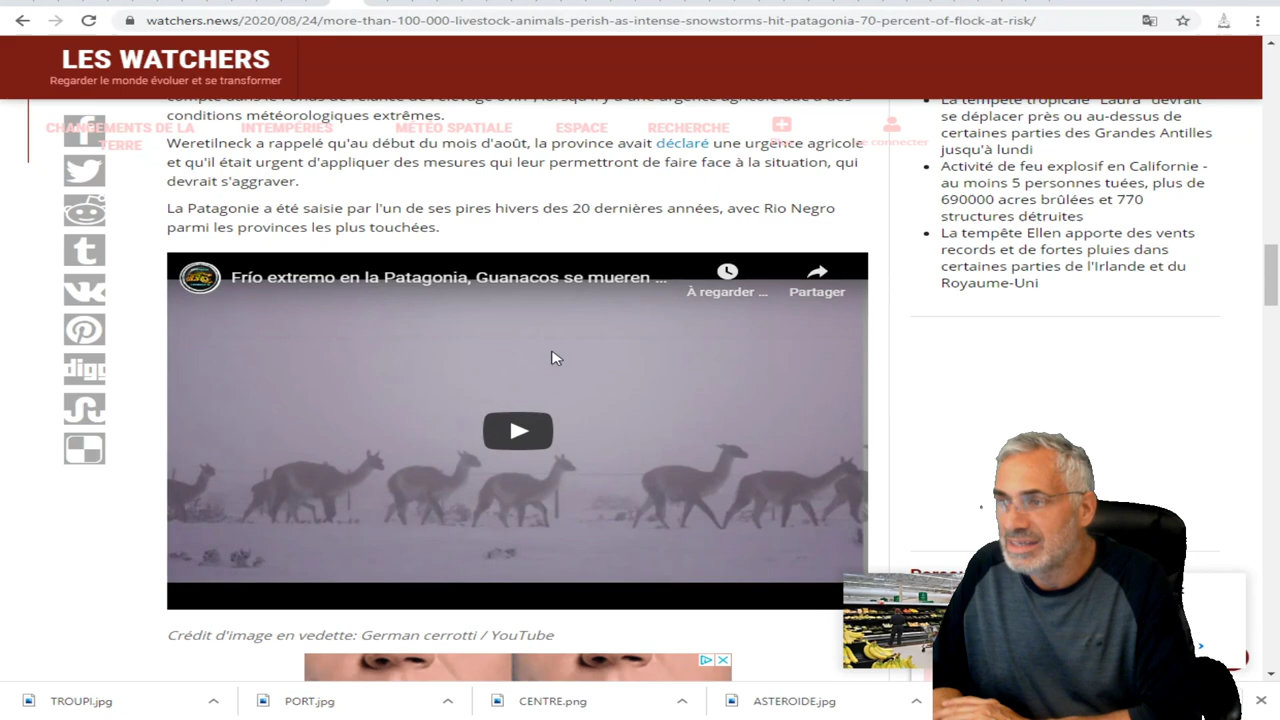 watchers.news/2020/08/24/more-than-100-000-livestock-animals-perish-as-intense-snowstorms-hit-patagonia-70-percent-of-flock-at-risk/
LES WATCHERS
Regarder le monde évoluer et se transformer
CHANGEMENTS DE LA TERRE
INTEMPÉRIES
MÉTÉO SPATIALE
ESPACE
RECHERCHE
conditions météorologiques extrêmes.
Weretilneck a rappelé qu'au début du mois d'août, la province avait déclaré une urgence agricole
et qu'il était urgent d'appliquer des mesures qui leur permettront de faire face à la situation, qui
devrait s'aggraver.
La Patagonie a été saisie par l'un de ses pires hivers des 20 dernières années, avec Rio Negro
parmi les provinces les plus touchées.
Frío extremo en la Patagonia, Guanacos se mueren ...
À regarder ...
Partager
Crédit d'image en vedette: German cerrotti / YouTube
La tempête tropicale "Laura" devrait
se déplacer près ou au-dessus de
certaines parties des Grandes Antilles
jusqu'à lundi
Activité de feu explosif en Californie -
au moins 5 personnes tuées, plus de
690000 acres brûlées et 770
structures détruites
La tempête Ellen apporte des vents
records et de fortes pluies dans
certaines parties de l'Irlande et du
Royaume-Uni
digg
TROUPI.jpg
PORT.jpg
CENTRE.png
ASTEROIDE.jpg